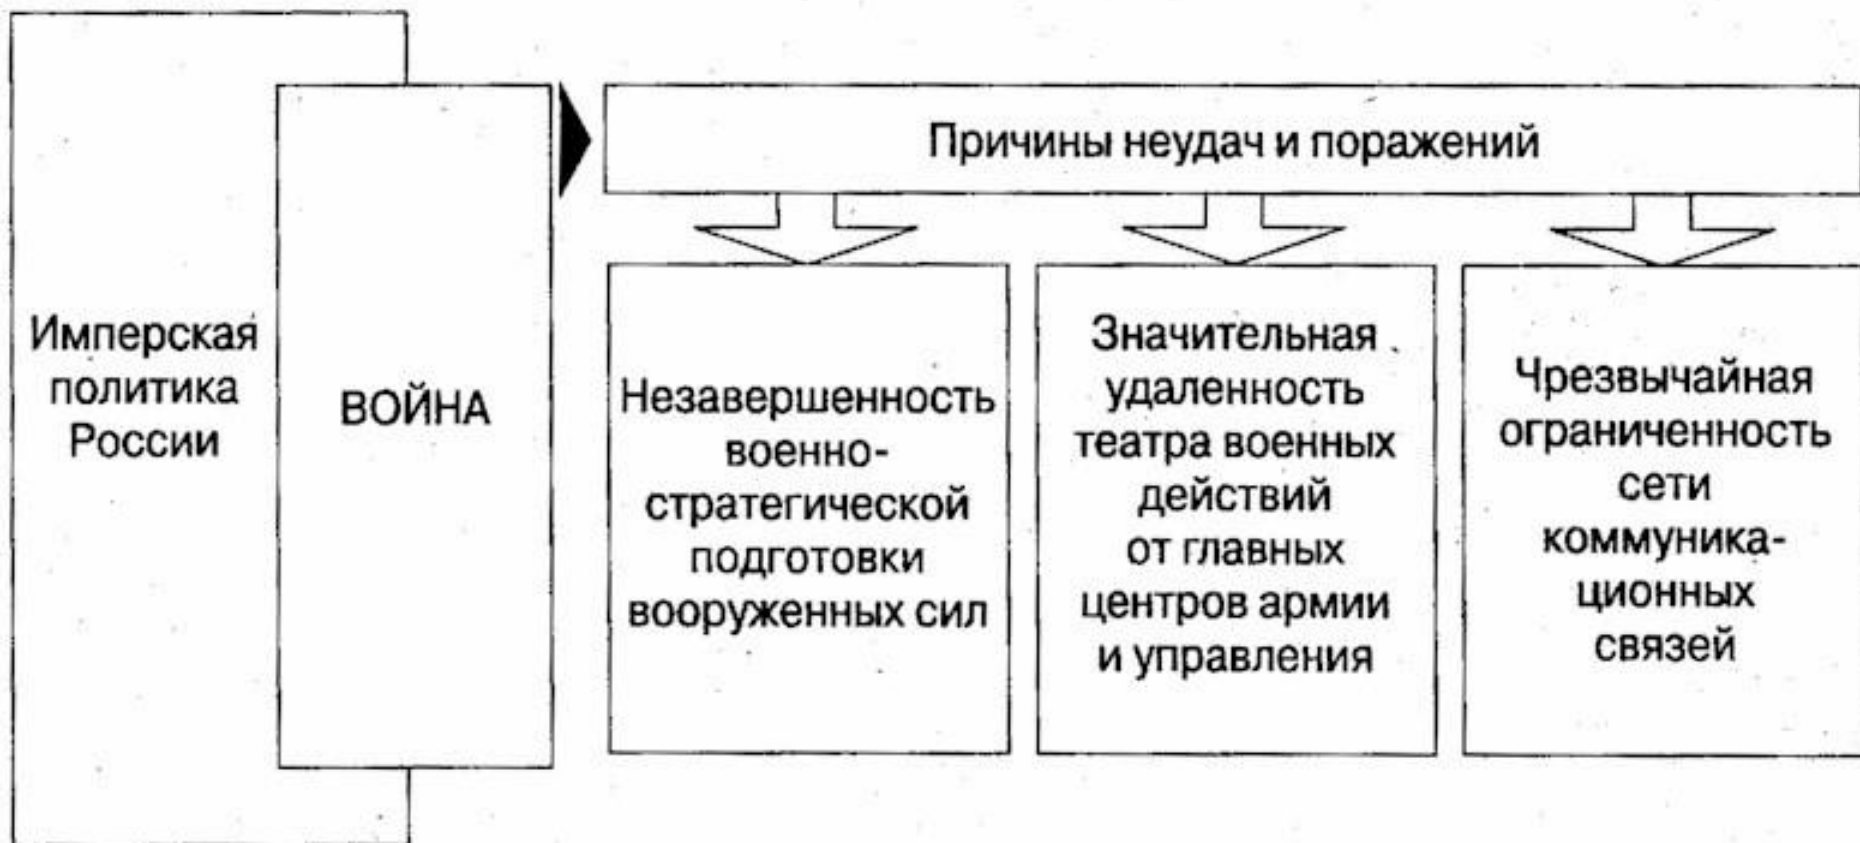 Имперская
политика
России
ВОЙНА
Причины неудач и поражений
Незавершенность
военно-
стратегической
подготовки
вооруженных сил
Значительная
удаленность
театра военных
действий
от главных
центров армии
и управления
Чрезвычайная
ограниченность
сети
коммуника-
ционных
связей